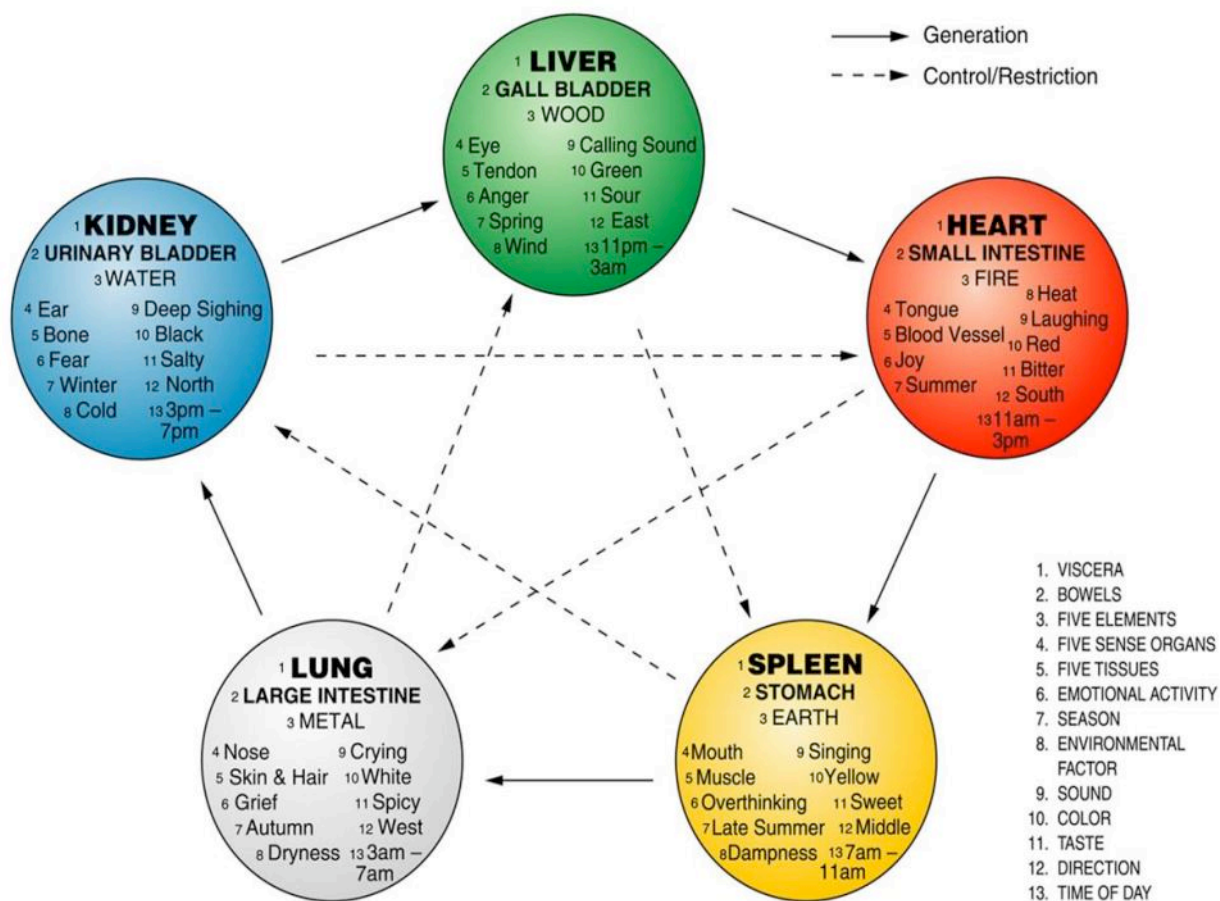 Generation
Control/Restriction
1 LIVER
2 GALL BLADDER
3 WOOD
4 Eye
5 Tendon
6 Anger
7 Spring
8 Wind
9 Calling Sound
10 Green
11 Sour
12 East
13 11pm –
3am
1 KIDNEY
2 URINARY BLADDER
3 WATER
4 Ear
5 Bone
6 Fear
7 Winter
8 Cold
9 Deep Sighing
10 Black
11 Salty
12 North
13 3pm –
7pm
1 HEART
2 SMALL INTESTINE
3 FIRE
4 Tongue
5 Blood Vessel
6 Joy
7 Summer
8 Heat
9 Laughing
10 Red
11 Bitter
12 South
13 11am –
3pm
1 LUNG
2 LARGE INTESTINE
3 METAL
4 Nose
5 Skin & Hair
6 Grief
7 Autumn
8 Dryness
9 Crying
10 White
11 Spicy
12 West
13 3am –
7am
1 SPLEEN
2 STOMACH
3 EARTH
4 Mouth
5 Muscle
6 Overthinking
7 Late Summer
8 Dampness
9 Singing
10 Yellow
11 Sweet
12 Middle
13 7am –
11am
1. VISCERA
2. BOWELS
3. FIVE ELEMENTS
4. FIVE SENSE ORGANS
5. FIVE TISSUES
6. EMOTIONAL ACTIVITY
7. SEASON
8. ENVIRONMENTAL
FACTOR
9. SOUND
10. COLOR
11. TASTE
12. DIRECTION
13. TIME OF DAY